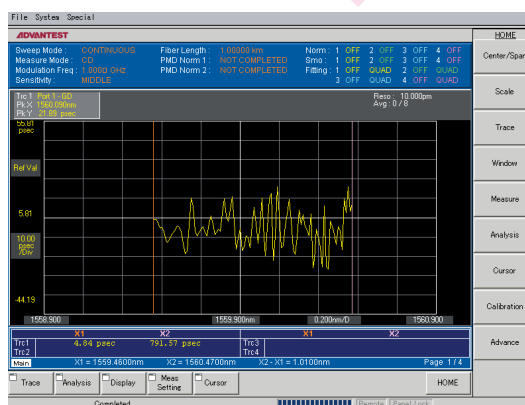 File System Special
ADVANTEST
HOME
Sweep Mode : CONTINUOUS Fiber Length : 1.00000 km Norm : 1 OFF 2 OFF 3 OFF 4 OFF
Measure Mode : CD PMD Norm 1 : NOT COMPLETED Smo : 1 OFF 2 OFF 3 OFF 4 OFF
Modulation Freq : 1.000G GHz PMD Norm 2 : NOT COMPLETED Fitting : 1 OFF QUAD 2 OFF QUAD
Sensitivity : MIDDLE 3 OFF QUAD 4 OFF QUAD
Center/Span
Trc 1 Port 1 - GD
Pk X 1560.090nm
Pk Y 21.89 psec
Reso : 10.000pm
Avg : 0 / 8
Scale
55.81
psec
Trace
Ref Val
Window
Measure
5.81
10.00
psec
/Div
Analysis
Cursor
-44.19
Calibration
1558.900 1559.900nm 0.200nm/D 1560.900
X1 X2 X1 X2
Trc1 4.84 psec 791.57 psec Trc3
Trc2 Trc4
Advance
Main X1 = 1559.4600nm X2 = 1560.4700nm X2 - X1 = 1.0100nm Page 1 / 4
Trace Analysis Display Meas Setting Cursor HOME
Completed Remote Panel Lock